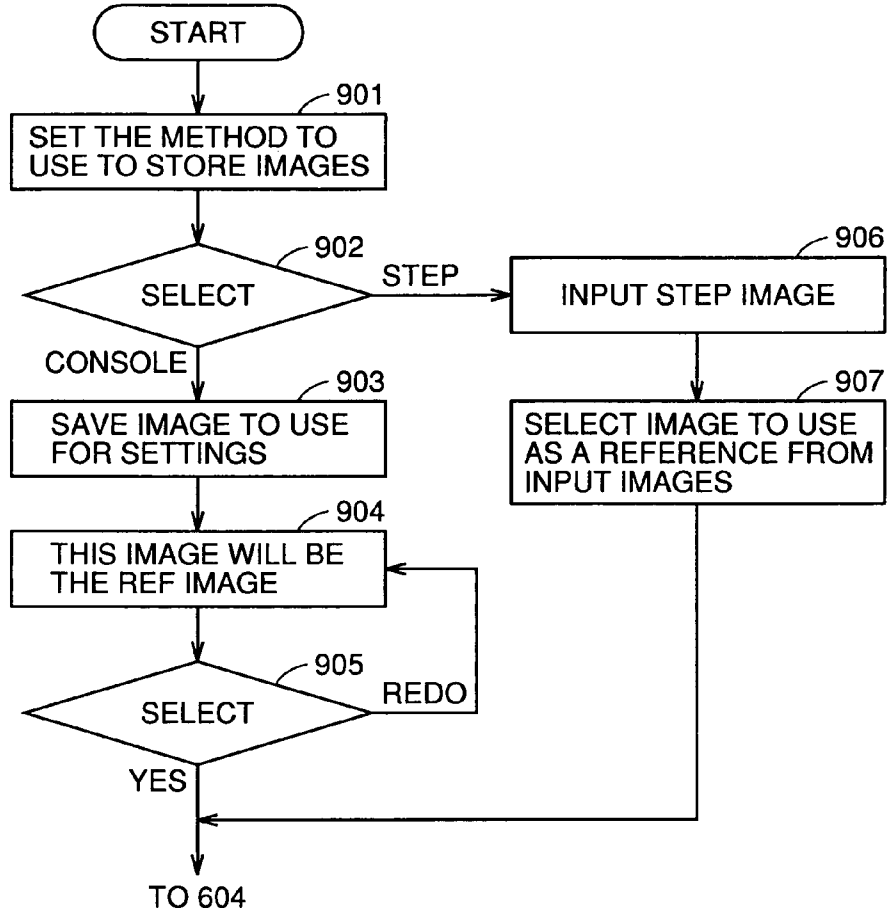 START
901
SET THE METHOD TO
USE TO STORE IMAGES
902
SELECT
STEP
CONSOLE
906
INPUT STEP IMAGE
903
SAVE IMAGE TO USE
FOR SETTINGS
907
SELECT IMAGE TO USE
AS A REFERENCE FROM
INPUT IMAGES
904
THIS IMAGE WILL BE
THE REF IMAGE
905
SELECT
REDO
YES
TO 604